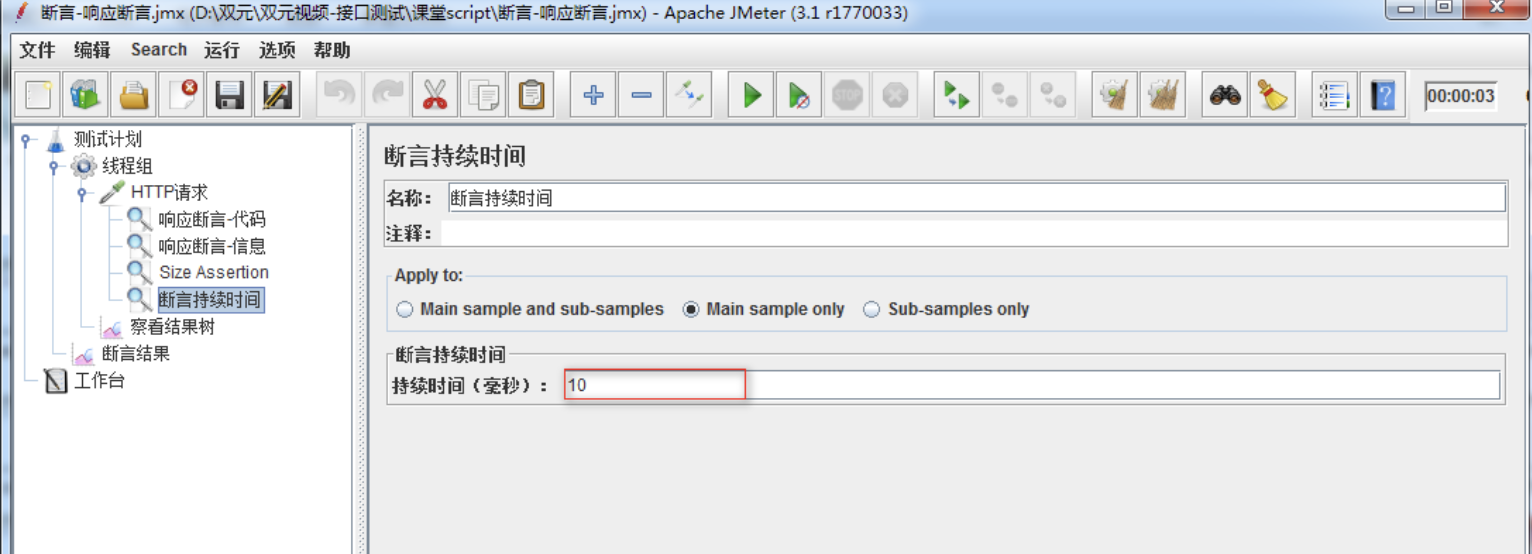 断言-响应断言.jmx (D:\双元\双元视频-接口测试\课堂script\断言-响应断言.jmx) - Apache JMeter (3.1 r1770033)
文件 编辑 Search 运行 选项 帮助
STOP
00:00:03
测试计划
线程组
HTTP请求
响应断言-代码
响应断言-信息
Size Assertion
断言持续时间
察看结果树
断言结果
工作台
断言持续时间
名称： 断言持续时间
注释：
Apply to:
Main sample and sub-samples Main sample only Sub-samples only
断言持续时间
持续时间（毫秒）： 10